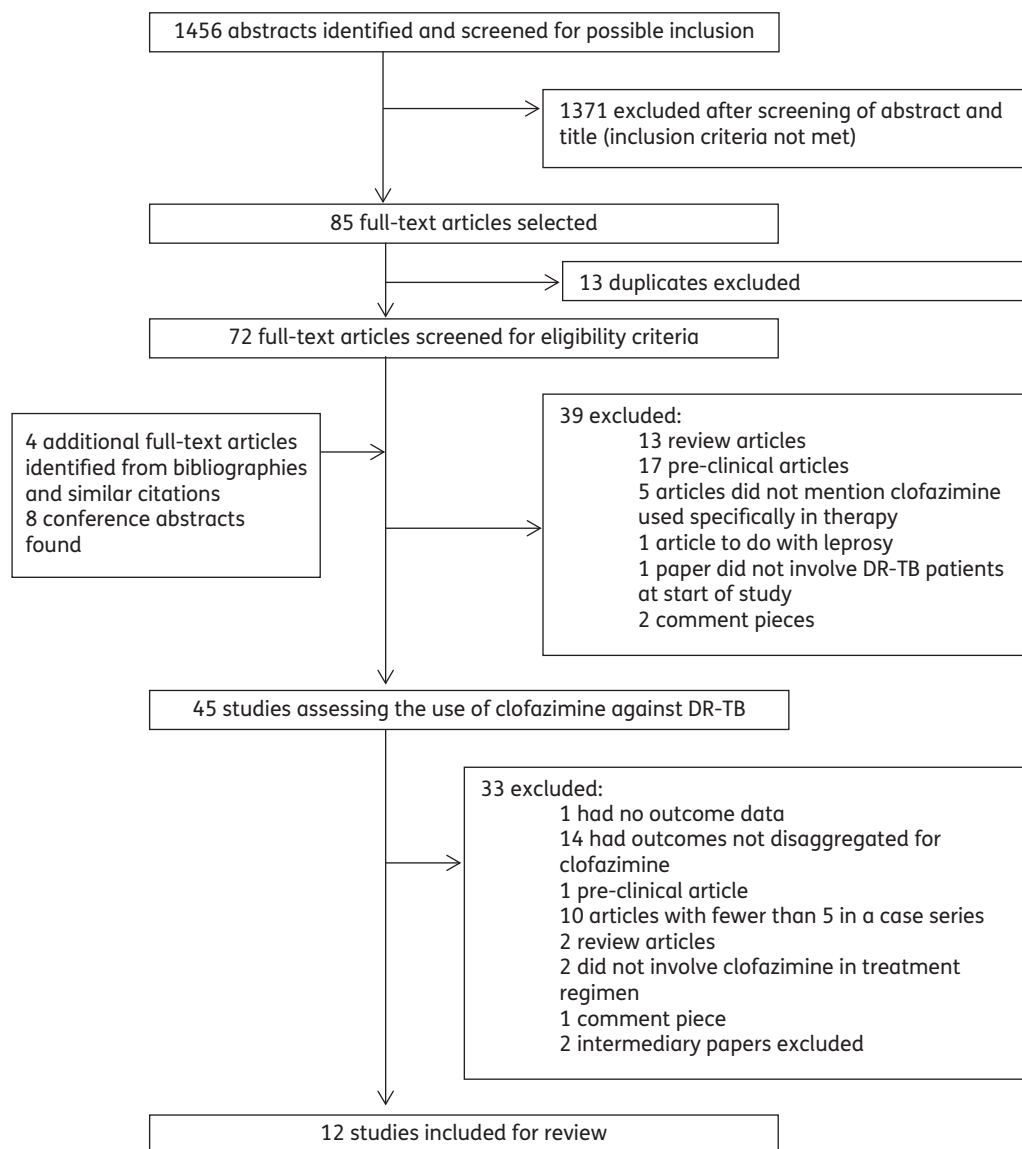 1456 abstracts identified and screened for possible inclusion
1371 excluded after screening of abstract and
title (inclusion criteria not met)
85 full-text articles selected
13 duplicates excluded
72 full-text articles screened for eligibility criteria
4 additional full-text articles
identified from bibliographies
and similar citations
8 conference abstracts
found
39 excluded:
13 review articles
17 pre-clinical articles
5 articles did not mention clofazimine
used specifically in therapy
1 article to do with leprosy
1 paper did not involve DR-TB patients
at start of study
2 comment pieces
45 studies assessing the use of clofazimine against DR-TB
33 excluded:
1 had no outcome data
14 had outcomes not disaggregated for
clofazimine
1 pre-clinical article
10 articles with fewer than 5 in a case series
2 review articles
2 did not involve clofazimine in treatment
regimen
1 comment piece
2 intermediary papers excluded
12 studies included for review